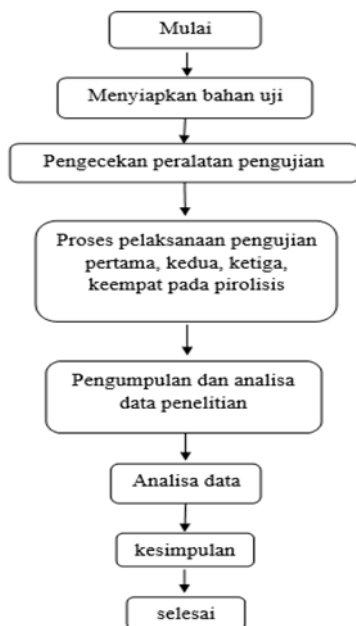 Mulai
Menyiapkan bahan uji
Pengecekan peralatan pengujian
Proses pelaksanaan pengujian
pertama, kedua, ketiga,
keempat pada pirolisis
Pengumpulan dan analisa
data penelitian
Analisa data
kesimpulan
selesai